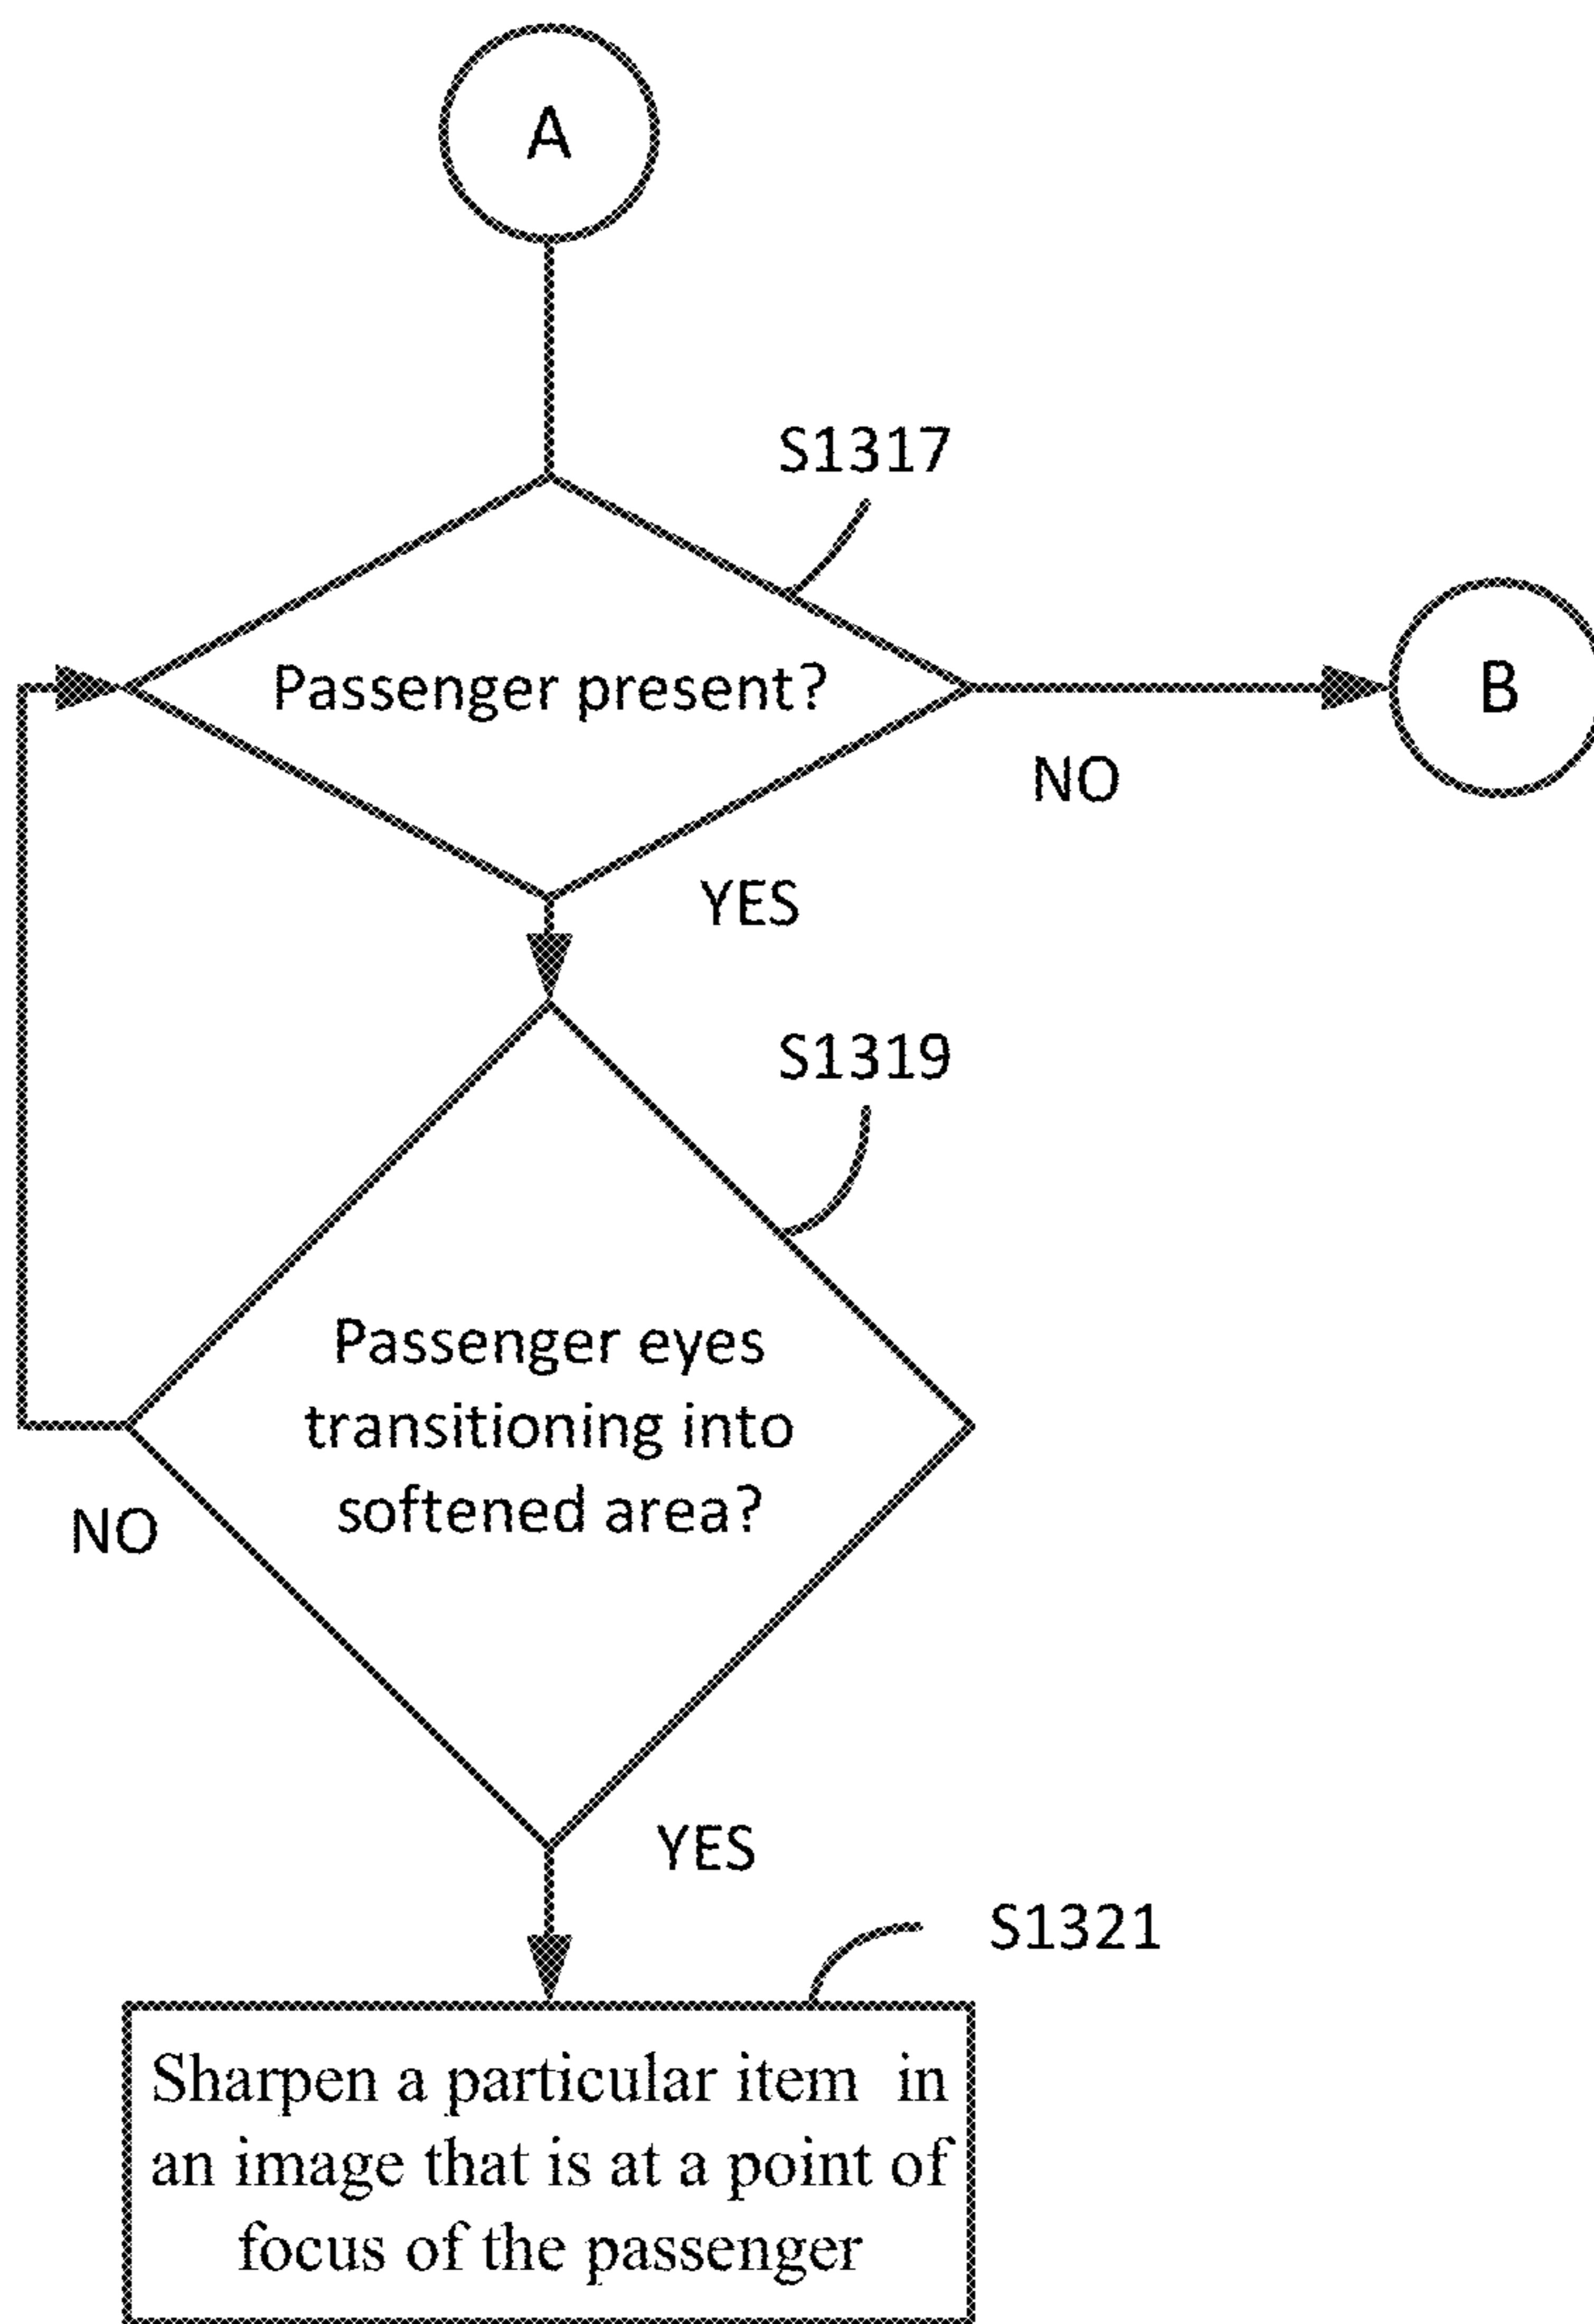 A
S1317
Passenger present?
B
NO
YES
S1319
Passenger eyes
transitioning into
softened area?
NO
YES
S1321
Sharpen a particular item in
an image that is at a point of
focus of the passenger